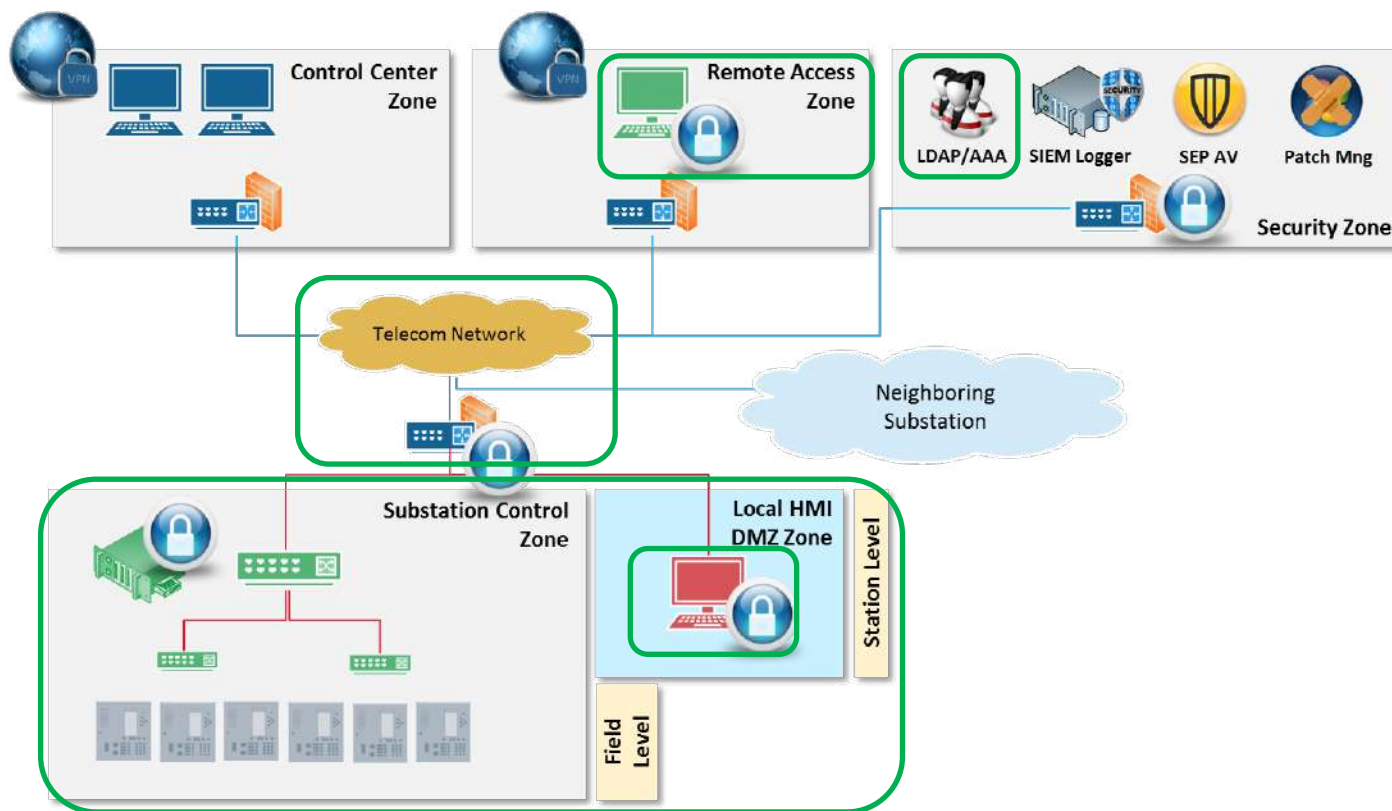 VPN
Control Center
Zone
VPN
Remote Access
Zone
SECURITY
LDAP/AAA
SIEM Logger
SEP AV
Patch Mng
Security Zone
Telecom Network
Neighboring
Substation
Substation Control
Zone
Local HMI
DMZ Zone
Station Level
Field
Level